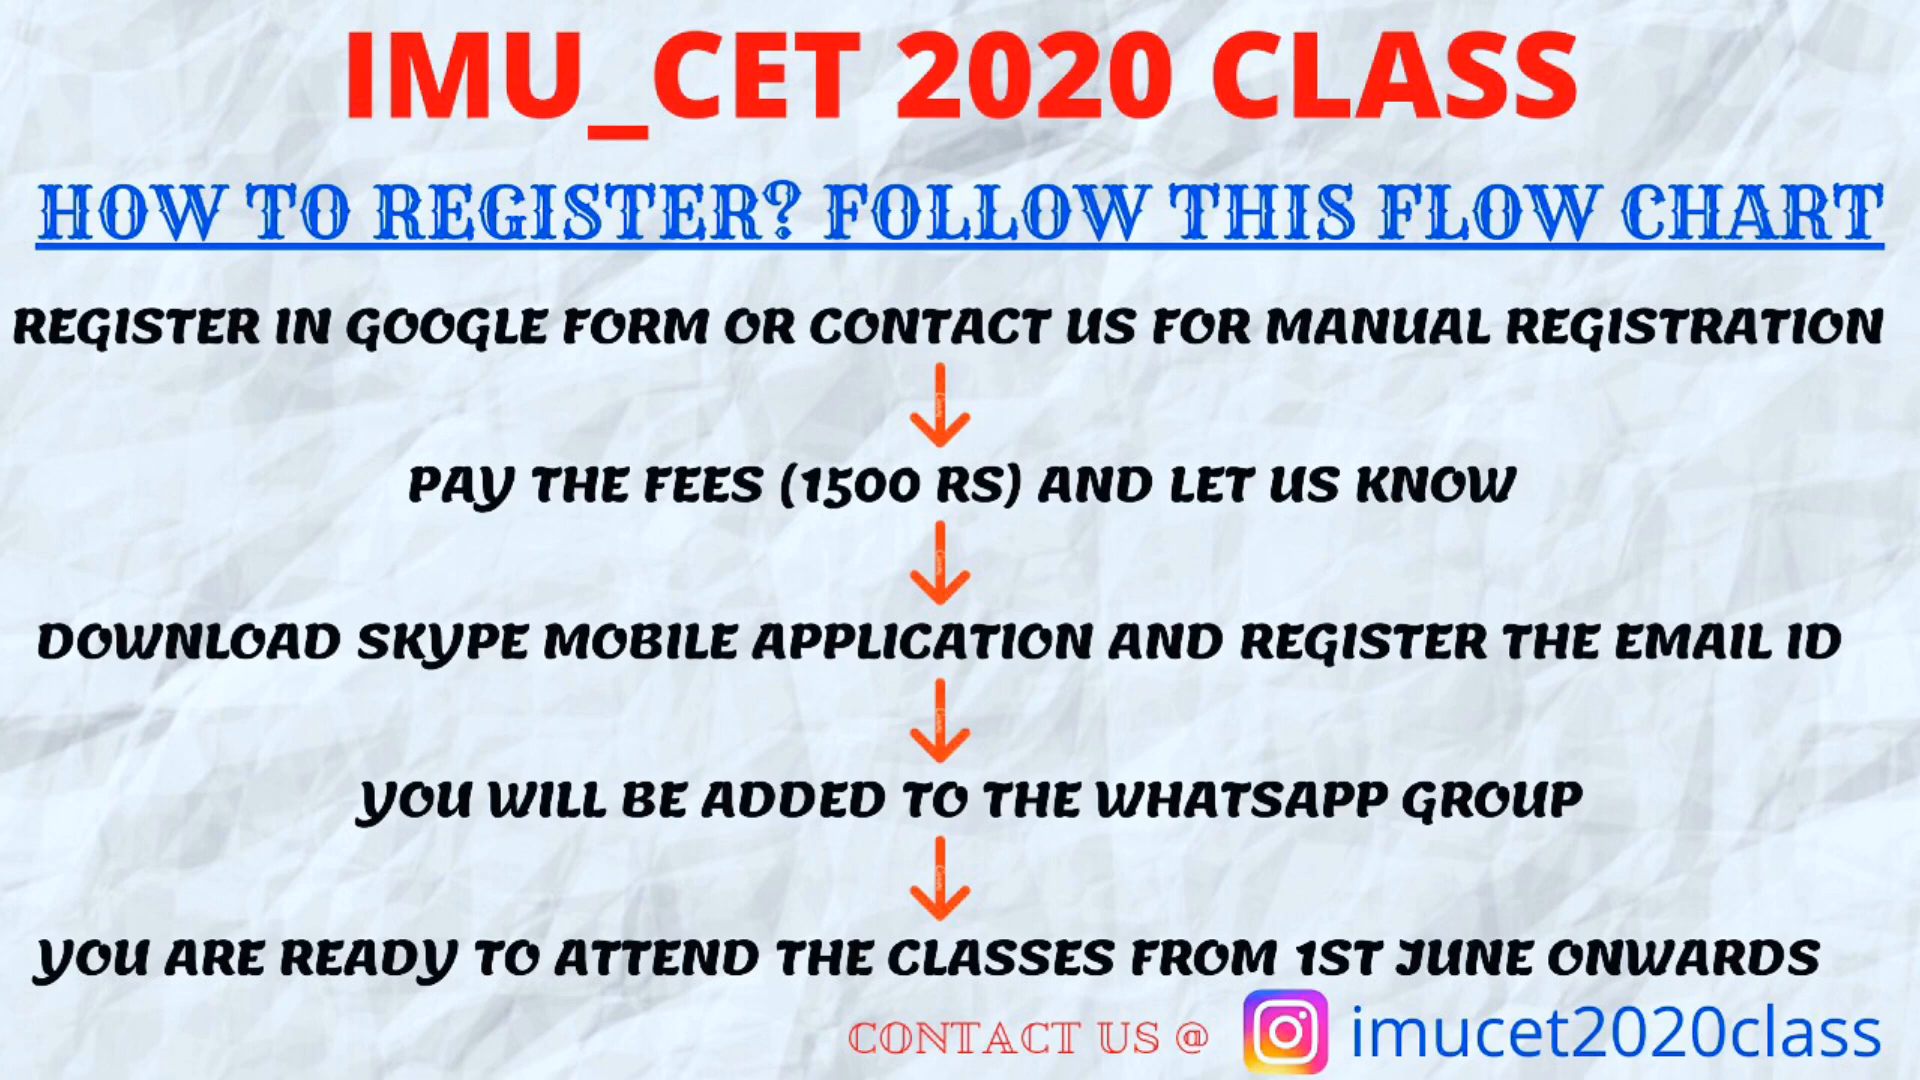 IMU_CET 2020 CLASS
HOW TO REGISTER? FOLLOW THIS FLOW CHART
REGISTER IN GOOGLE FORM OR CONTACT US FOR MANUAL REGISTRATION
PAY THE FEES (1500 RS) AND LET US KNOW
DOWNLOAD SKYPE MOBILE APPLICATION AND REGISTER THE EMAIL ID
YOU WILL BE ADDED TO THE WHATSAPP GROUP
YOU ARE READY TO ATTEND THE CLASSES FROM 1ST JUNE ONWARDS
CONTACT US @ imucet2020class